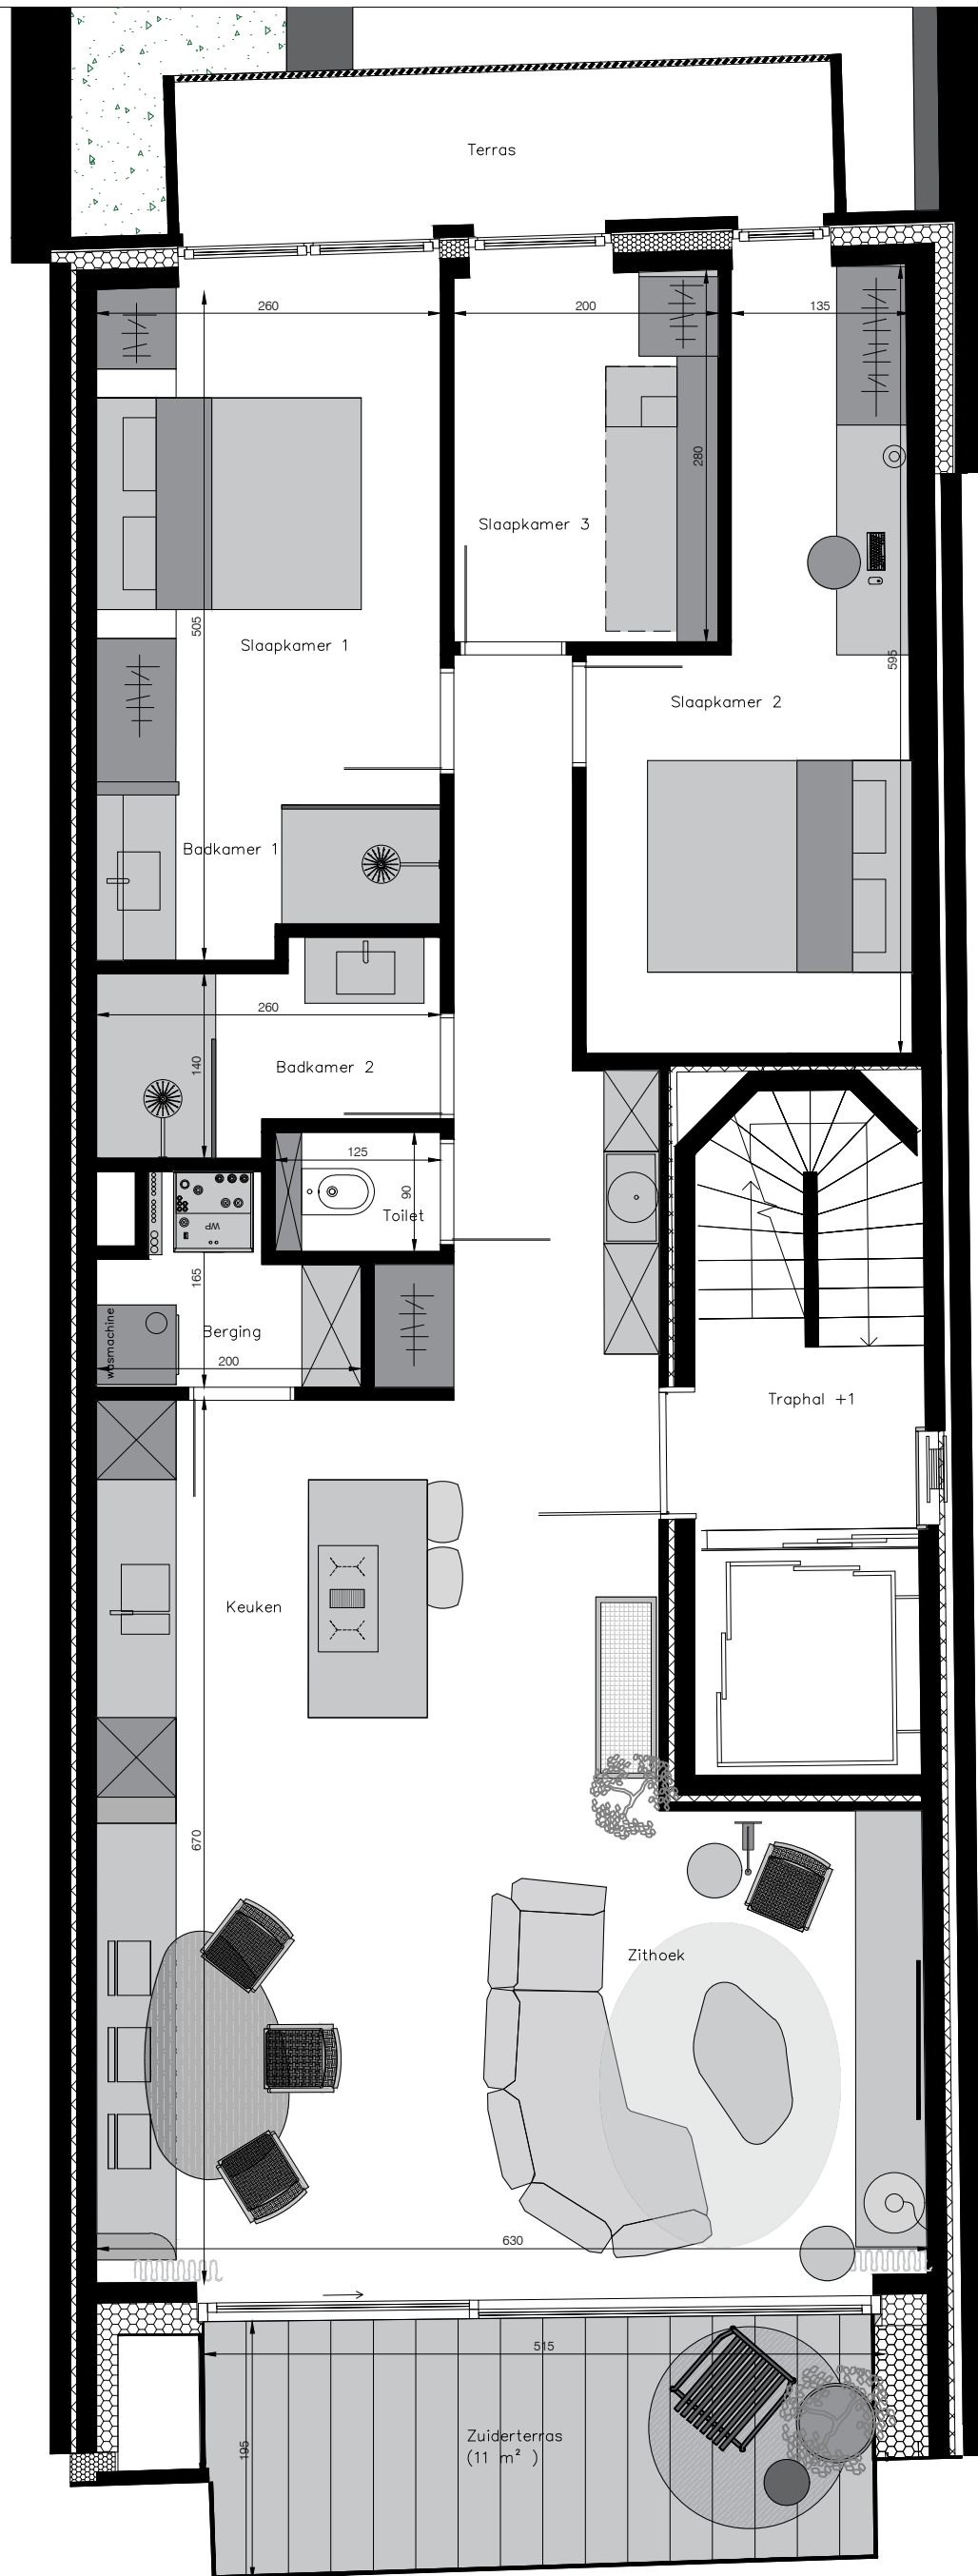 Terras
260
200
135
280
Slaapkamer 3
505
Slaapkamer 1
595
Slaapkamer 2
Badkamer 1
260
140
Badkamer 2
125
90
Toilet
WP
165
wasmachine
Berging
200
Traphal +1
Keuken
670
Zithoek
630
515
195
Zuiderterras
(11 m² )